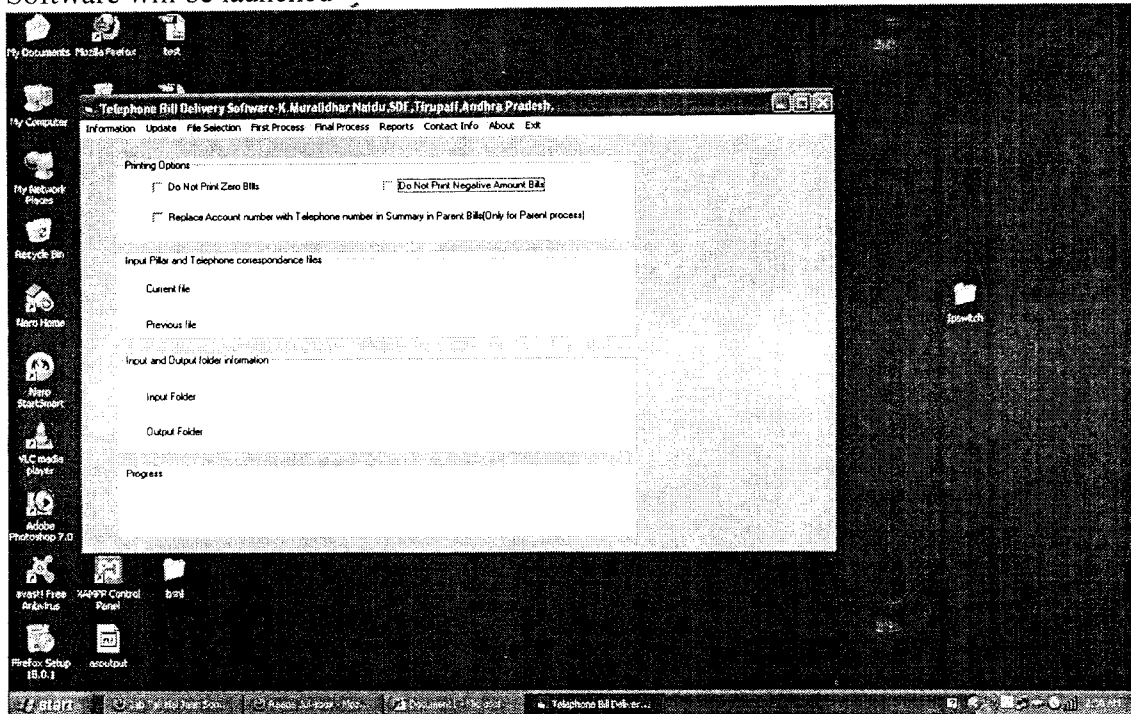 Software will be launched
My Documents Mozilla Firefox test
My Computer
Telephone Bill Delivery Software-K.Muralidhar Naidu,SDE,Tirupati,Andhra Pradesh.
Information Update File Selection First Process Final Process Reports Contact Info About Exit
Printing Options
Do Not Print Zero Bills
Do Not Print Negative Amount Bills
Replace Account number with Telephone number in Summary in Parent Bills(Only for Parent process)
Input Pillar and Telephone correspondance files
Current file
Previous file
Input and Output folder information
Input Folder
Output Folder
Progress
My Network
Places
Recycle Bin
Nero Home
Nero
StartSmart
VLC media
player
Adobe
Photoshop 7.0
avast! Free
Antivirus
XAMPP Control
Panel
bsnl
Firefox Setup
15.0.1
asoutput
Ipswitch
start
Telephone Bill Deliver...